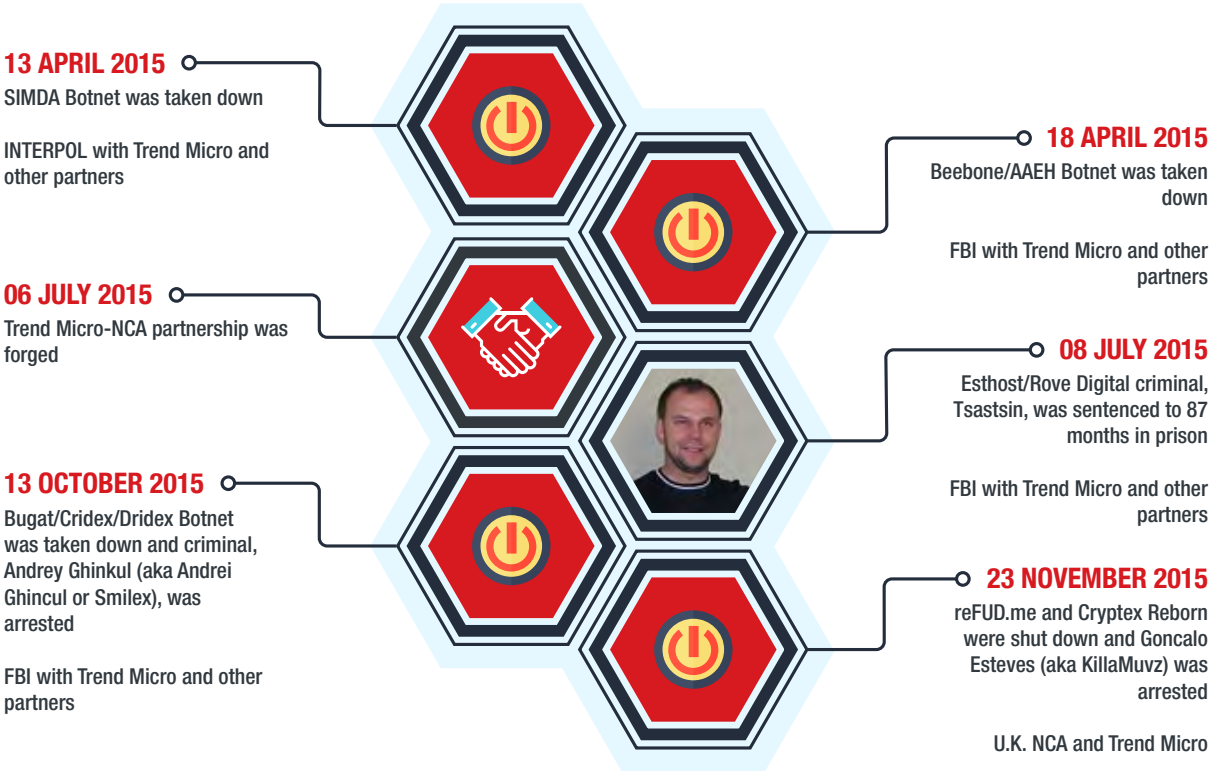 13 APRIL 2015
SIMDA Botnet was taken down
INTERPOL with Trend Micro and
other partners
18 APRIL 2015
Beebone/AAEH Botnet was taken
down
FBI with Trend Micro and other
partners
06 JULY 2015
Trend Micro-NCA partnership was
forged
08 JULY 2015
Esthost/Rove Digital criminal,
Tsastsin, was sentenced to 87
months in prison
FBI with Trend Micro and other
partners
13 OCTOBER 2015
Bugat/Cridex/Dridex Botnet
was taken down and criminal,
Andrey Ghinkul (aka Andrei
Ghincul or Smilex), was
arrested
FBI with Trend Micro and other
partners
23 NOVEMBER 2015
reFUD.me and Cryptex Reborn
were shut down and Goncalo
Esteves (aka KillaMuvz) was
arrested
U.K. NCA and Trend Micro